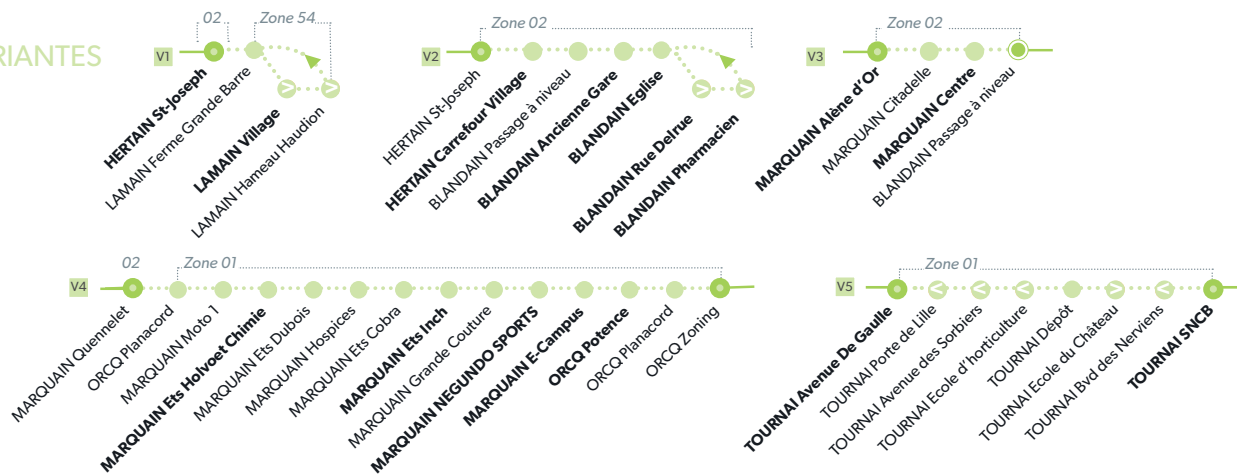 RIANTES
V1
02
Zone 54
HERTAIN St-Joseph
LAMAIN Ferme Grande Barre
LAMAIN Village
LAMAIN Hameau Haudion
V2
Zone 02
HERTAIN St-Joseph
HERTAIN Carrefour Village
BLANDAIN Passage à niveau
BLANDAIN Ancienne Gare
BLANDAIN Eglise
BLANDAIN Rue Delrue
BLANDAIN Pharmacien
V3
Zone 02
MARQUAIN Alène d'Or
MARQUAIN Citadelle
MARQUAIN Centre
BLANDAIN Passage à niveau
V4
02
Zone 01
MARQUAIN Quennelet
ORCQ Planacord
MARQUAIN Moto 1
MARQUAIN Ets Holvoet Chimie
MARQUAIN Ets Dubois
MARQUAIN Hospices
MARQUAIN Ets Cobra
MARQUAIN Ets Inch
MARQUAIN Grande Couture
MARQUAIN NEGUNDO SPORTS
MARQUAIN E-Campus
ORCQ Potence
ORCQ Planacord
ORCQ Zoning
V5
Zone 01
TOURNAI Avenue De Gaulle
TOURNAI Porte de Lille
TOURNAI Avenue des Sorbiers
TOURNAI Ecole d'horticulture
TOURNAI Dépôt
TOURNAI Ecole du Château
TOURNAI Bvd des Nerviens
TOURNAI SNCB